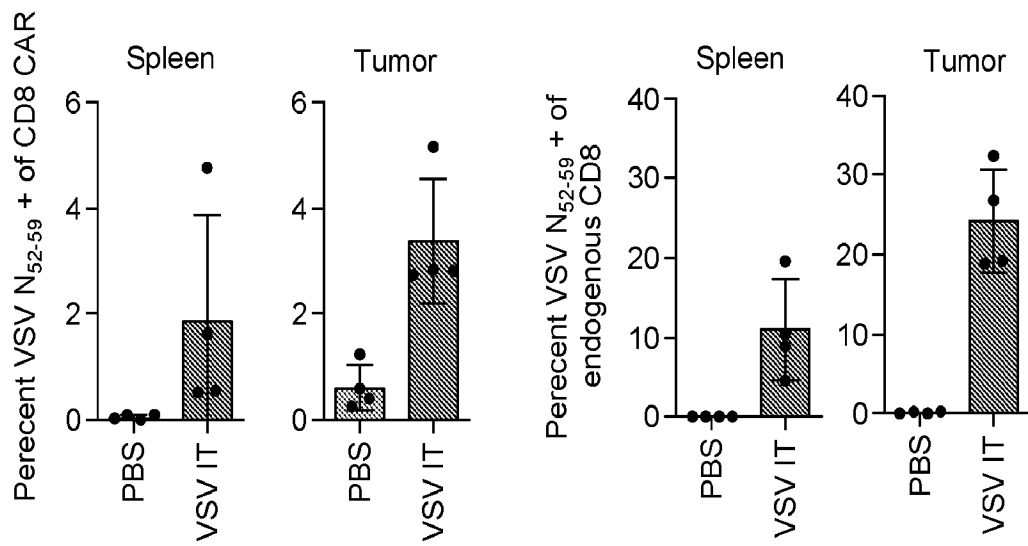 Perecent VSV N52-59 + of CD8 CAR
Spleen
6
4
2
0
PBS
VSV IT
Tumor
6
4
2
0
PBS
VSV IT
Perecent VSV N52-59 + of
endogenous CD8
Spleen
40
30
20
10
0
PBS
VSV IT
Tumor
40
30
20
10
0
PBS
VSV IT